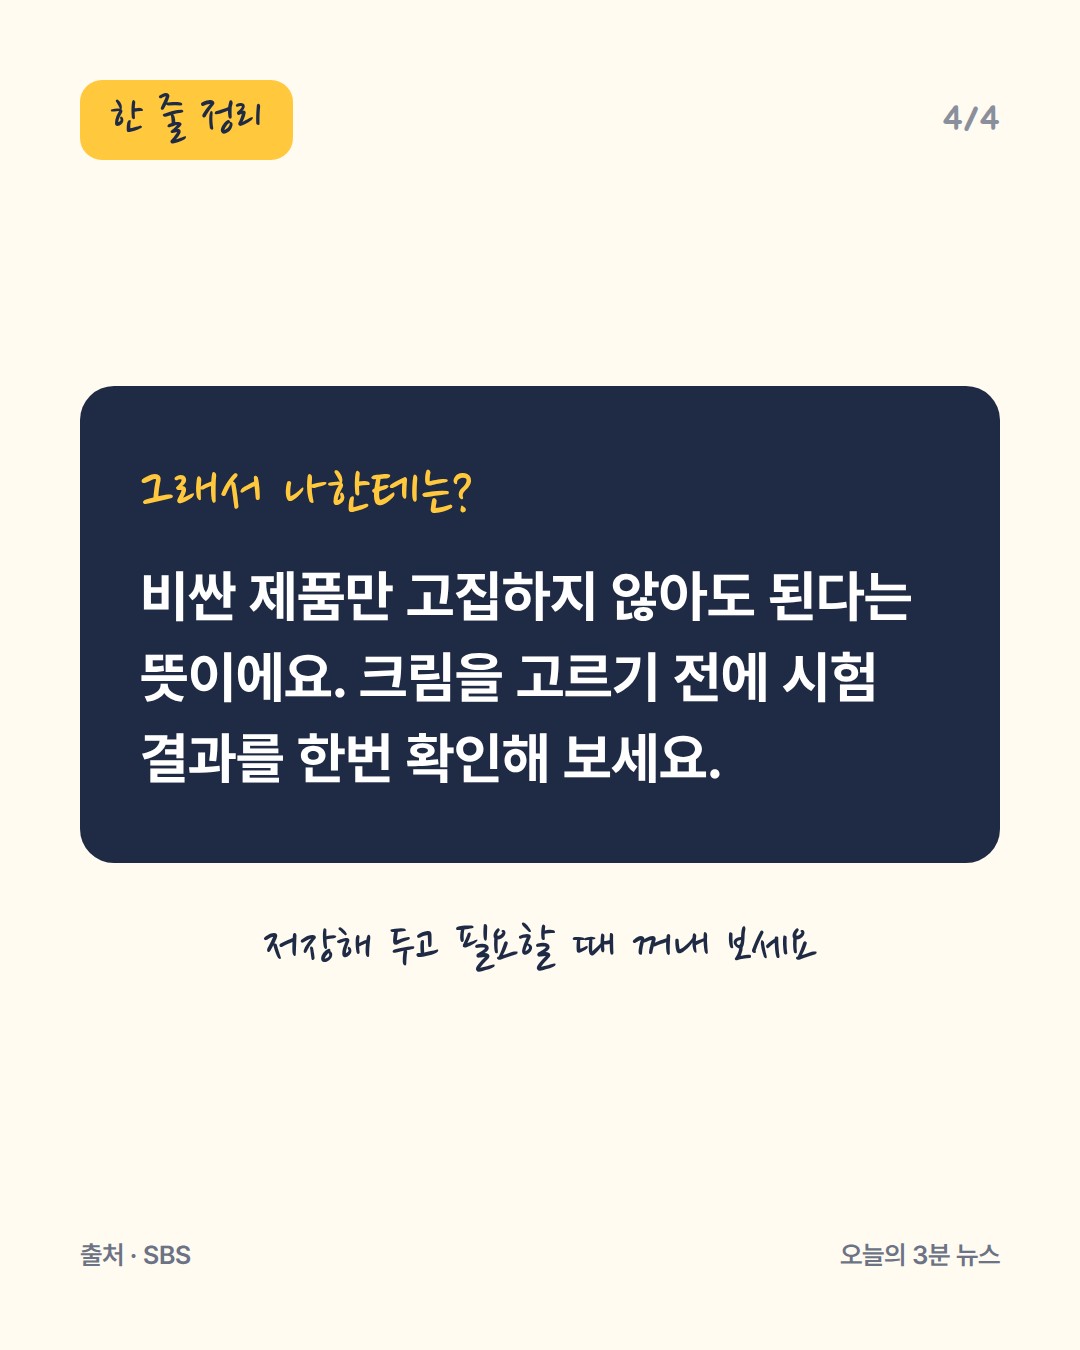 한 줄 정리
4/4
그래서 나한테는?
비싼 제품만 고집하지 않아도 된다는
뜻이에요. 크림을 고르기 전에 시험
결과를 한번 확인해 보세요.
저장해 두고 필요할 때 꺼내 보세요
출처 · SBS
오늘의 3분 뉴스